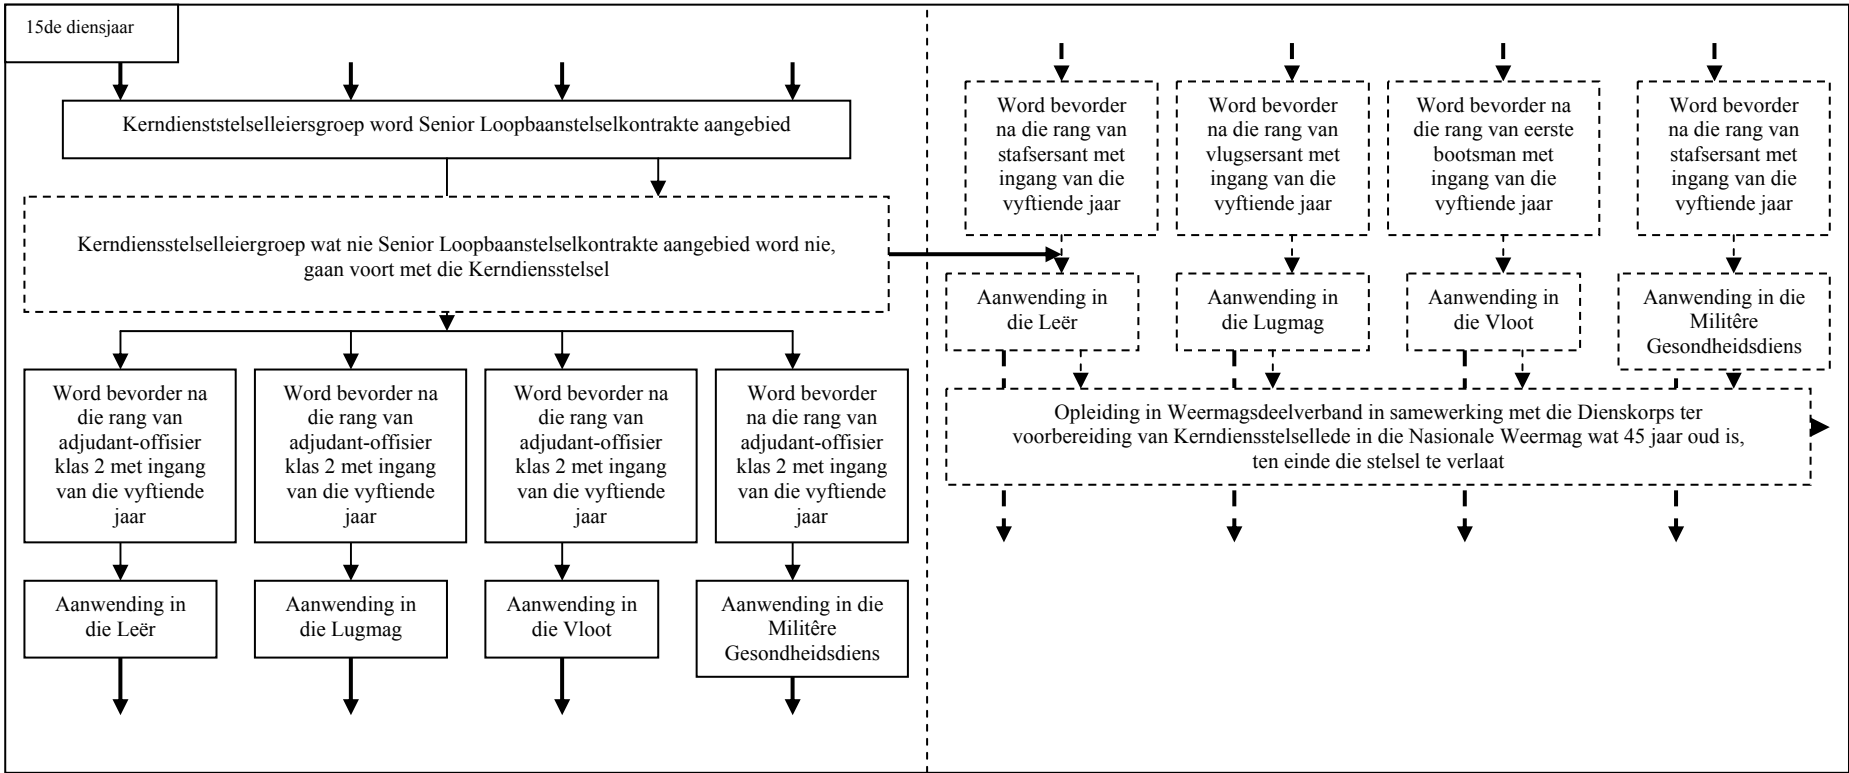 15de diensjaar
Kerndienststelselleiersgroep word Senior Loopbaanstelselkontrakte aangebied
Kerndiensstelselleiergroep wat nie Senior Loopbaanstelselkontrakte aangebied word nie,
gaan voort met die Kerndiensstelsel
Word bevorder na
die rang van
adjudant-offisier
klas 2 met ingang
van die vyftiende
jaar
Word bevorder na
die rang van
adjudant-offisier
klas 2 met ingang
van die vyftiende
jaar
Word bevorder na
die rang van
adjudant-offisier
klas 2 met ingang
van die vyftiende
jaar
Word bevorder
na die rang van
adjudant-offisier
klas 2 met ingang
van die vyftiende
jaar
Aanwending in
die Leër
Aanwending in
die Lugmag
Aanwending in
die Vloot
Aanwending in die
Militêre
Gesondheidsdiens
Word bevorder
na die rang van
stafsersant met
ingang van die
vyftiende jaar
Word bevorder
na die rang van
vlugsersant met
ingang van die
vyftiende jaar
Word bevorder na
die rang van eerste
bootsman met
ingang van die
vyftiende jaar
Word bevorder
na die rang van
stafsersant met
ingang van die
vyftiende jaar
Aanwending in
die Leër
Aanwending in
die Lugmag
Aanwending in
die Vloot
Aanwending in die
Militêre
Gesondheidsdiens
Opleiding in Weermagsdeelverband in samewerking met die Dienskorps ter
voorbereiding van Kerndiensstelsellede in die Nasionale Weermag wat 45 jaar oud is,
ten einde die stelsel te verlaat